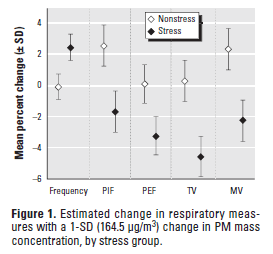 Mean percent change (± SD)
4
2
0
–2
–4
–6
Nonstress
Stress
Frequency PIF PEF TV MV
Figure 1. Estimated change in respiratory meas-
ures with a 1-SD (164.5 µg/m³) change in PM mass
concentration, by stress group.